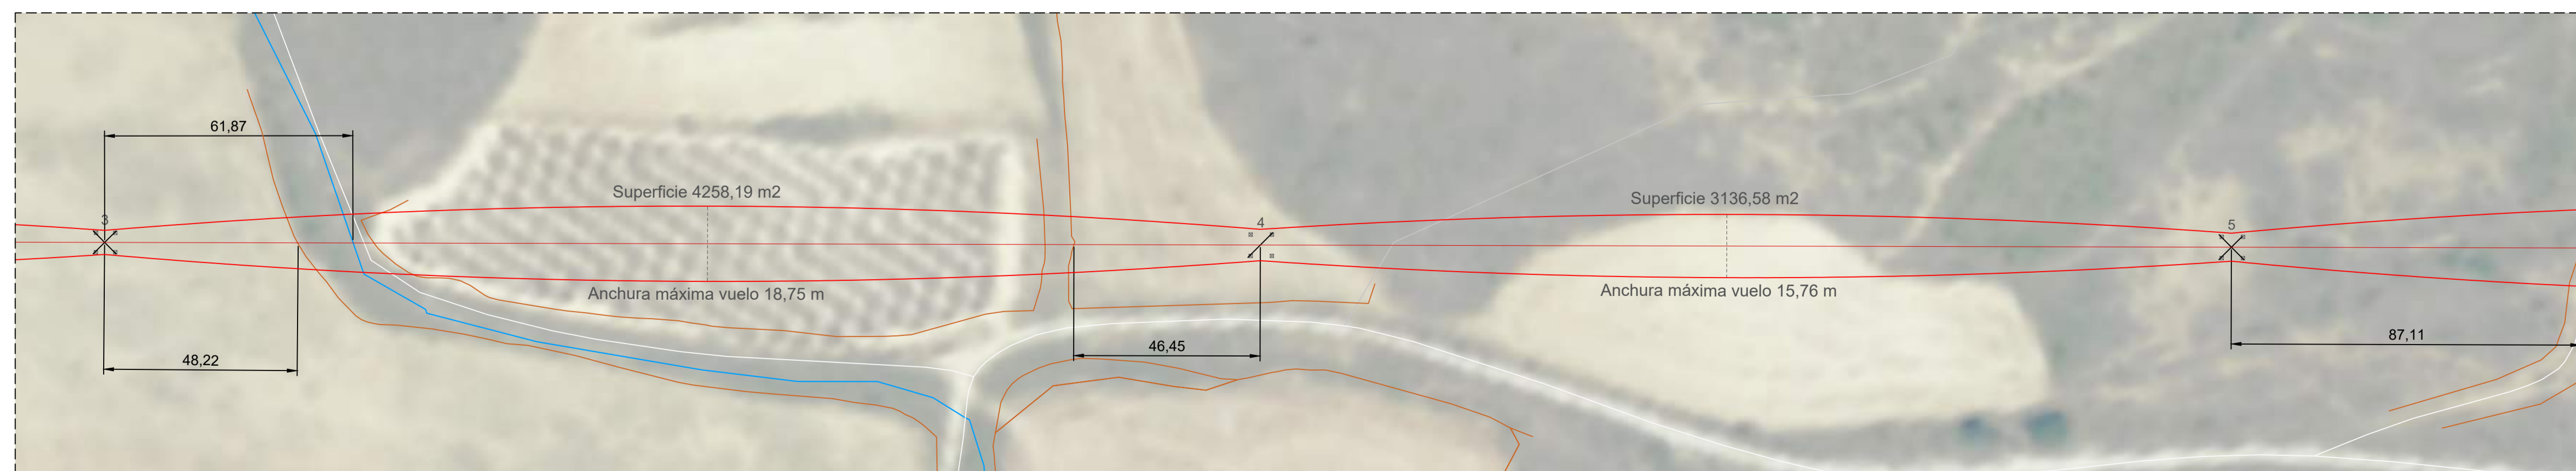 61,87
3
Superficie 4258,19 m2
Anchura máxima vuelo 18,75 m
48,22
46,45
4
Superficie 3136,58 m2
Anchura máxima vuelo 15,76 m
5
87,11